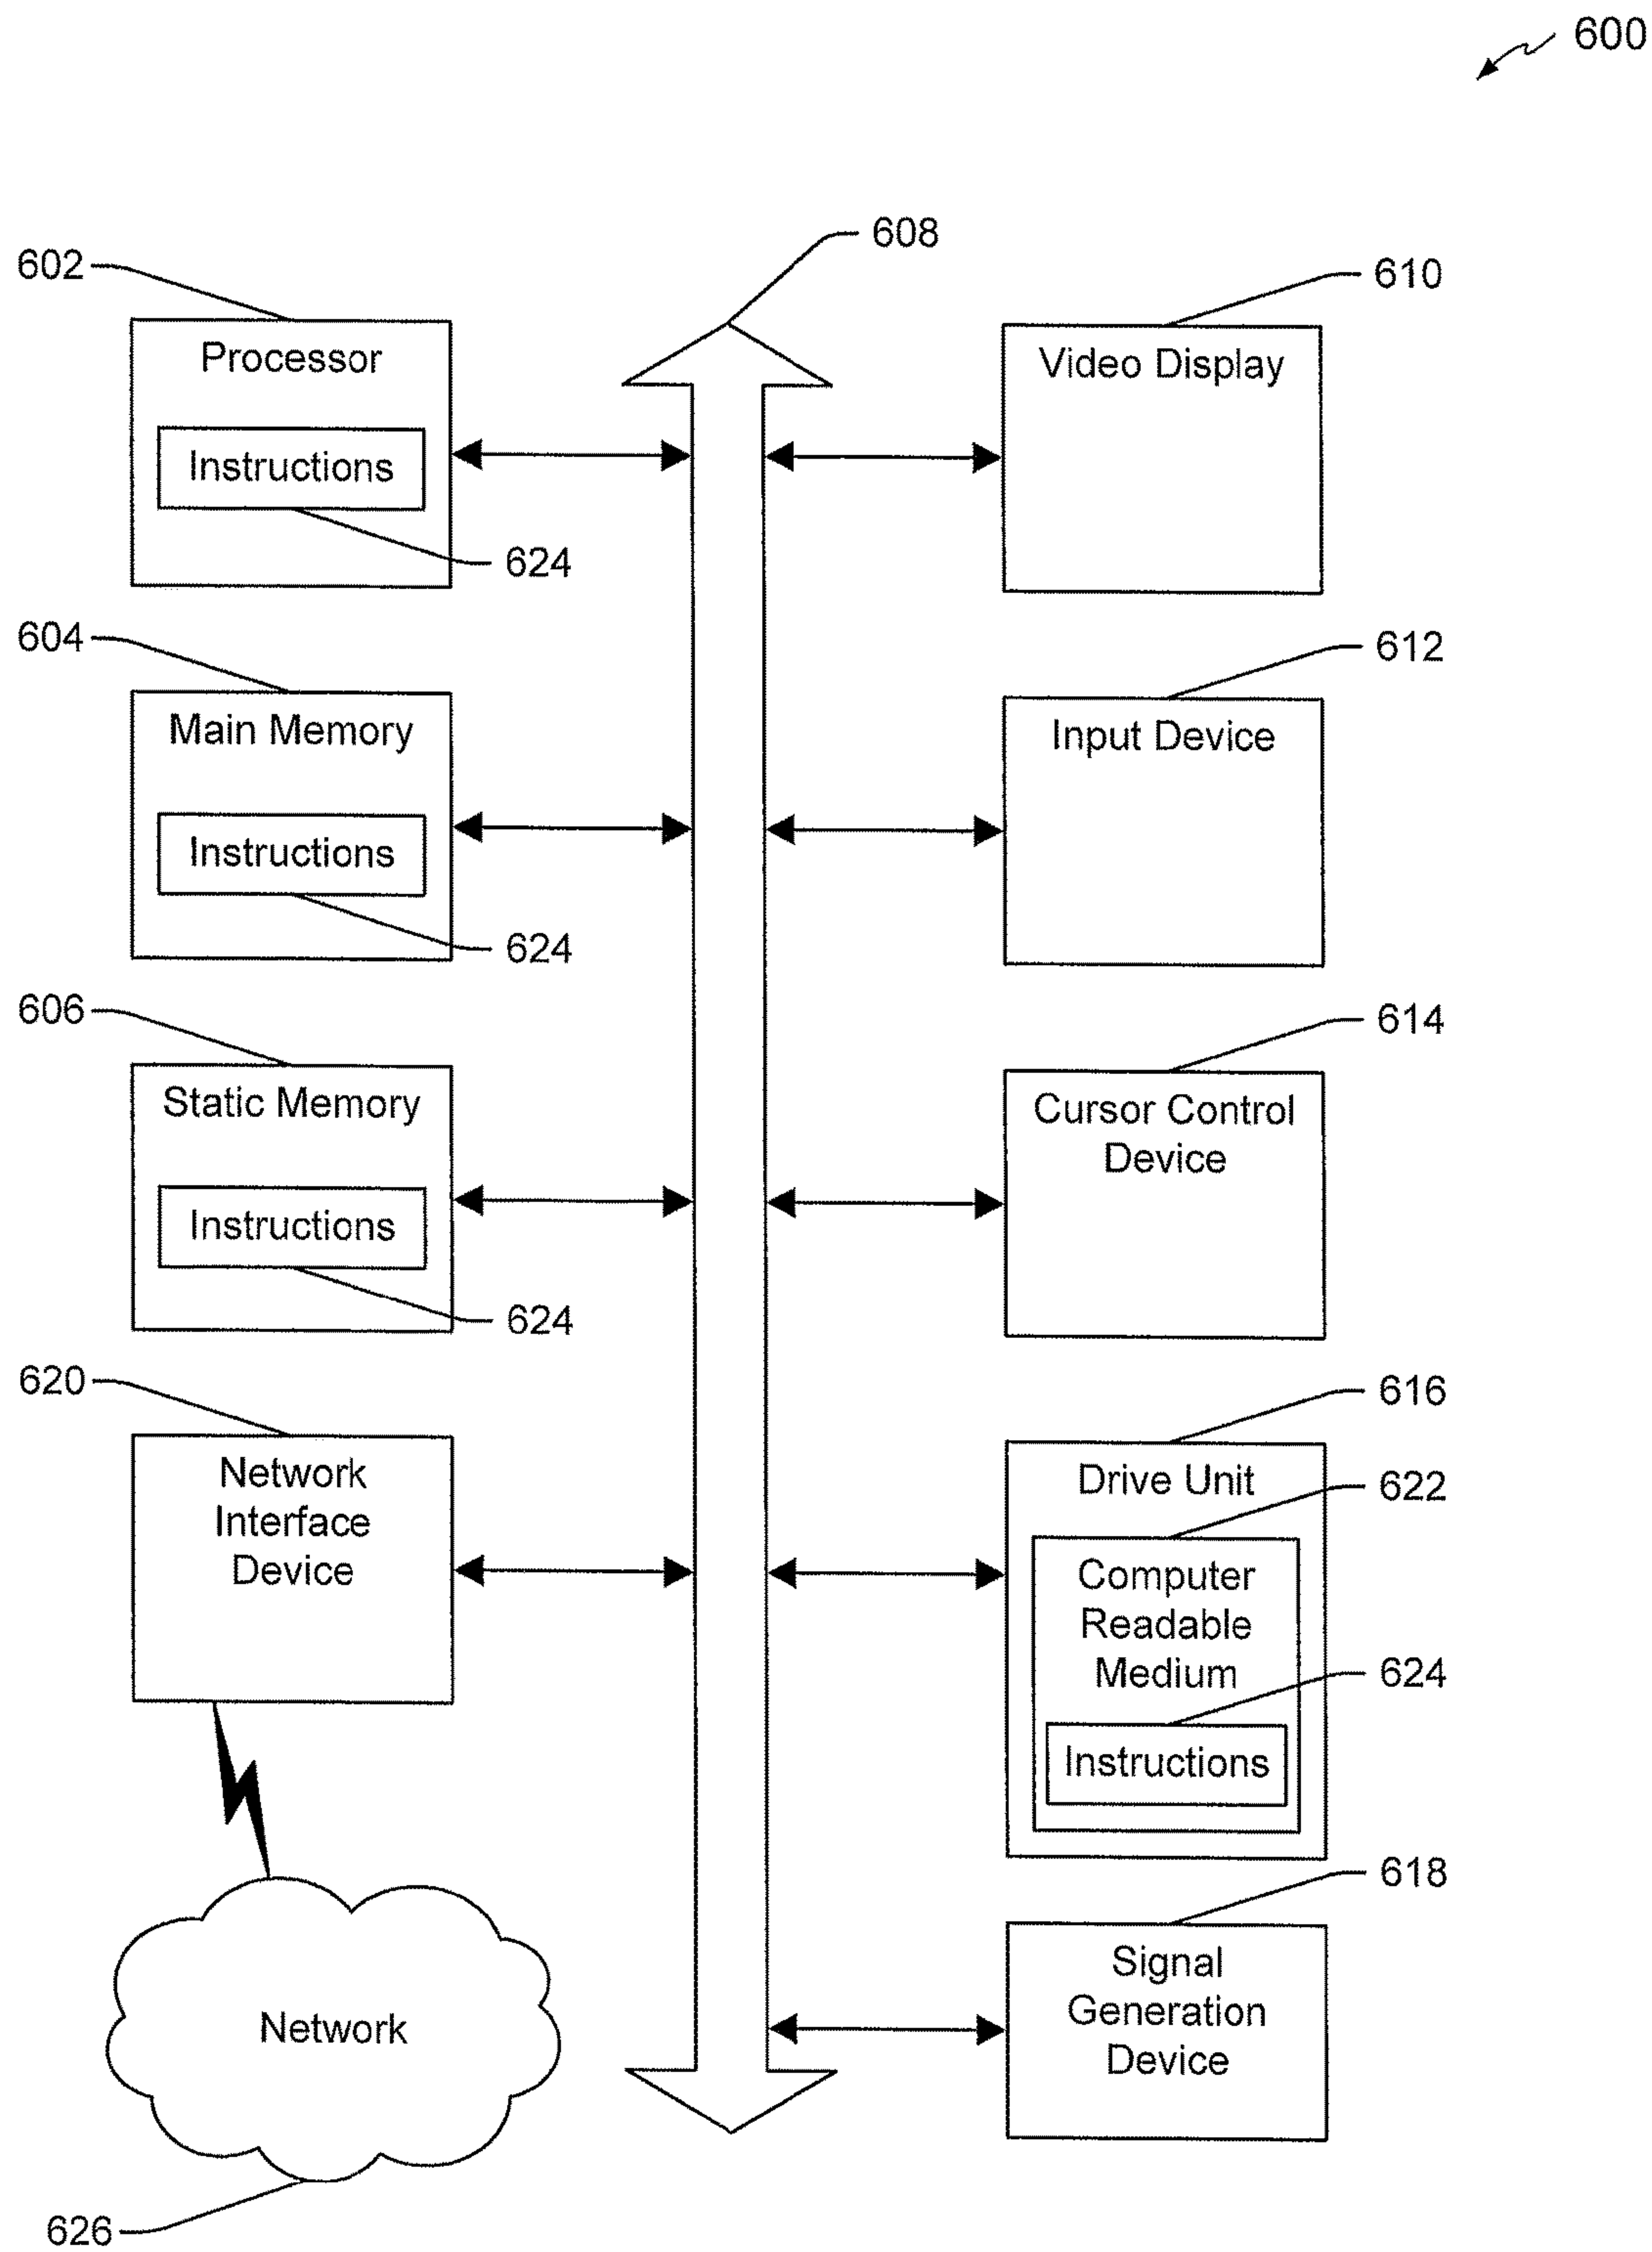 600
608
602
610
Processor
Video Display
Instructions
624
604
612
Main Memory
Input Device
Instructions
624
606
614
Static Memory
Cursor Control
Device
Instructions
624
620
616
Network
Interface
Device
Drive Unit
622
Computer
Readable
Medium
624
Instructions
618
Signal
Generation
Device
Network
626